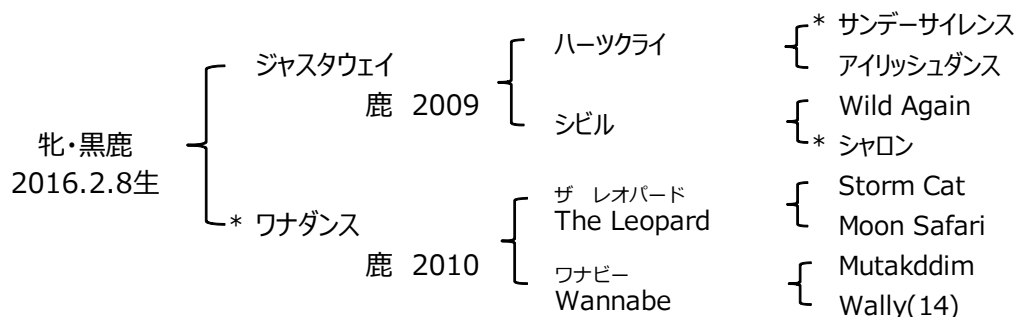 牝・黒鹿
2016.2.8生
ジャスタウェイ
鹿 2009
* ワナダンス
鹿 2010
ハーツクライ
シビル
ザ レオパード
The Leopard
ワナビー
Wannabe
* サンデーサイレンス
アイリッシュダンス
Wild Again
* シャロン
Storm Cat
Moon Safari
Mutakddim
Wally(14)